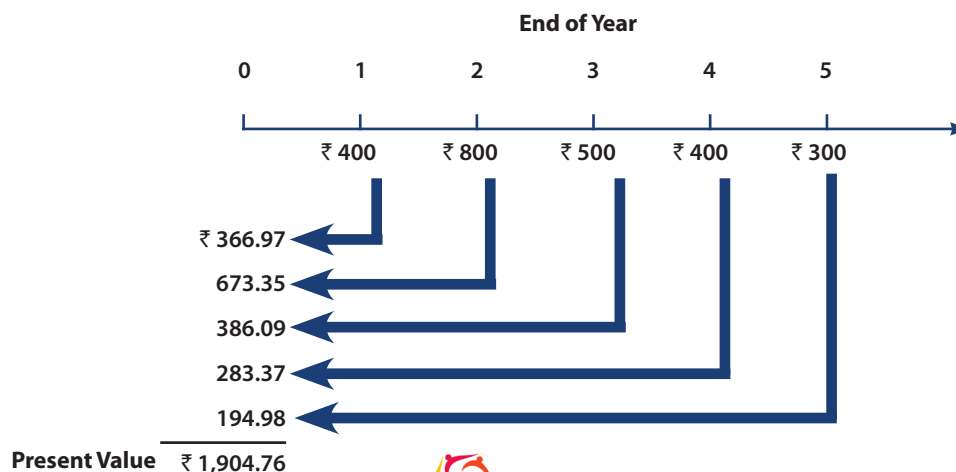 End of Year
0 1 2 3 4 5
₹ 400 ₹ 800 ₹ 500 ₹ 400 ₹ 300
₹ 366.97
673.35
386.09
283.37
194.98
Present Value ₹ 1,904.76